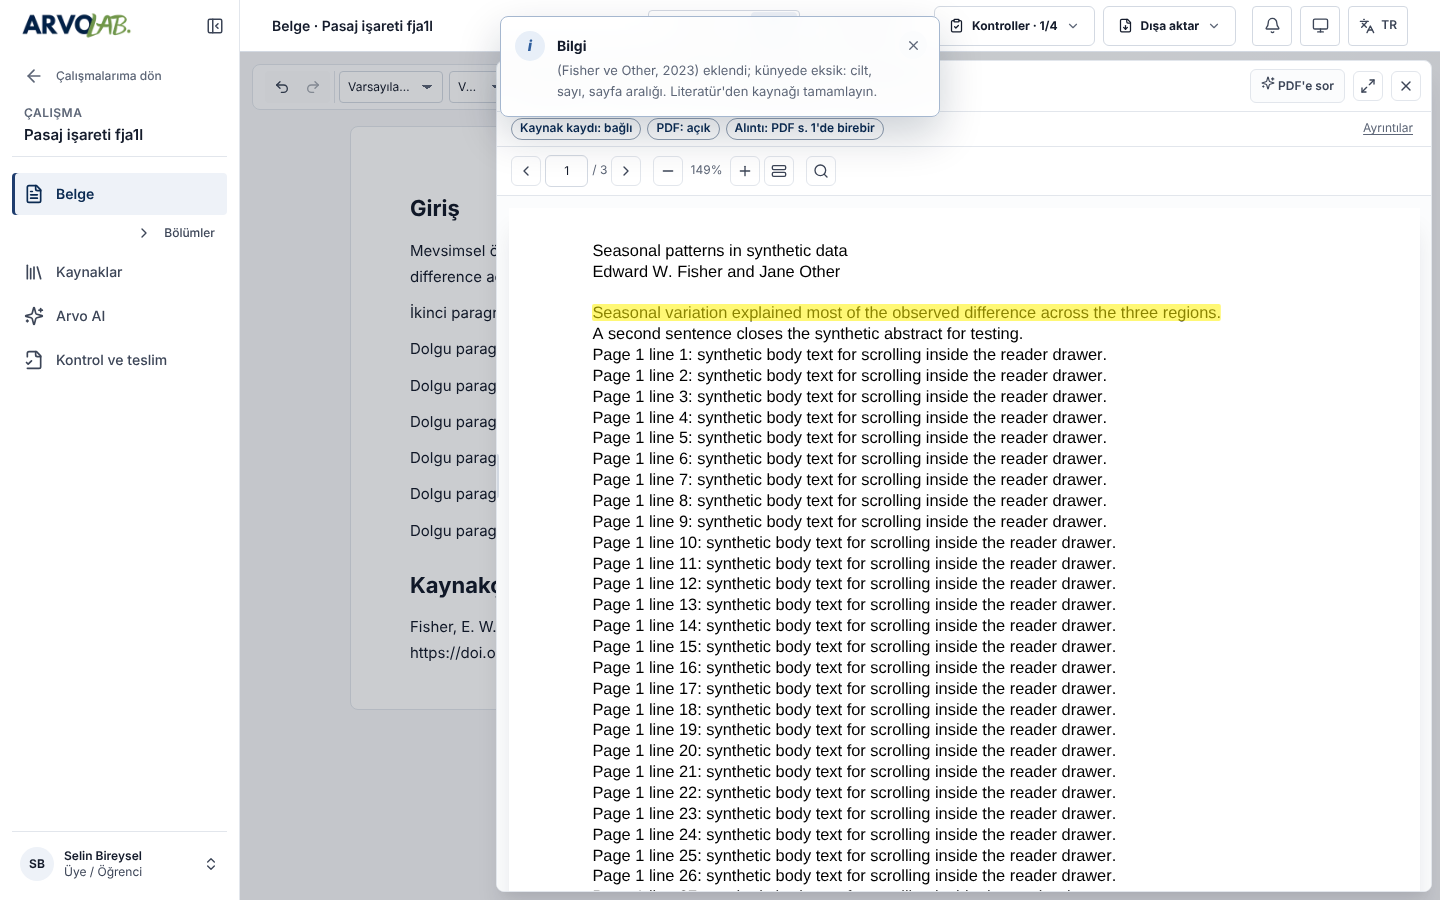 ARVOLAB.
Çalışmalarıma dön
ÇALIŞMA
Pasaj işareti fja1l
Belge
Bölümler
Kaynaklar
Arvo AI
Kontrol ve teslim
SB
Selin Bireysel
Üye / Öğrenci
Belge · Pasaj işareti fja1l
Kontroller · 1/4
Dışa aktar
TR
Varsayıla...
V...
i
Bilgi
(Fisher ve Other, 2023) eklendi; künyede eksik: cilt,
sayı, sayfa aralığı. Literatür'den kaynağı tamamlayın.
PDF'e sor
Kaynak kaydı: bağlı
PDF: açık
Alıntı: PDF s. 1'de birebir
Ayrıntılar
1 / 3
149%
Giriş
Mevsimsel
difference
İkinci
Dolgu
Dolgu
Dolgu
Dolgu
Dolgu
Dolgu
Fisher, E. W.
Seasonal patterns in synthetic data
Edward W. Fisher and Jane Other
Seasonal variation explained most of the observed difference across the three regions.
A second sentence closes the synthetic abstract for testing.
Page 1 line 1: synthetic body text for scrolling inside the reader drawer.
Page 1 line 2: synthetic body text for scrolling inside the reader drawer.
Page 1 line 3: synthetic body text for scrolling inside the reader drawer.
Page 1 line 4: synthetic body text for scrolling inside the reader drawer.
Page 1 line 5: synthetic body text for scrolling inside the reader drawer.
Page 1 line 6: synthetic body text for scrolling inside the reader drawer.
Page 1 line 7: synthetic body text for scrolling inside the reader drawer.
Page 1 line 8: synthetic body text for scrolling inside the reader drawer.
Page 1 line 9: synthetic body text for scrolling inside the reader drawer.
Page 1 line 10: synthetic body text for scrolling inside the reader drawer.
Page 1 line 11: synthetic body text for scrolling inside the reader drawer.
Page 1 line 12: synthetic body text for scrolling inside the reader drawer.
Page 1 line 13: synthetic body text for scrolling inside the reader drawer.
Page 1 line 14: synthetic body text for scrolling inside the reader drawer.
Page 1 line 15: synthetic body text for scrolling inside the reader drawer.
Page 1 line 16: synthetic body text for scrolling inside the reader drawer.
Page 1 line 17: synthetic body text for scrolling inside the reader drawer.
Page 1 line 18: synthetic body text for scrolling inside the reader drawer.
Page 1 line 19: synthetic body text for scrolling inside the reader drawer.
Page 1 line 20: synthetic body text for scrolling inside the reader drawer.
Page 1 line 21: synthetic body text for scrolling inside the reader drawer.
Page 1 line 22: synthetic body text for scrolling inside the reader drawer.
Page 1 line 23: synthetic body text for scrolling inside the reader drawer.
Page 1 line 24: synthetic body text for scrolling inside the reader drawer.
Page 1 line 25: synthetic body text for scrolling inside the reader drawer.
Page 1 line 26: synthetic body text for scrolling inside the reader drawer.